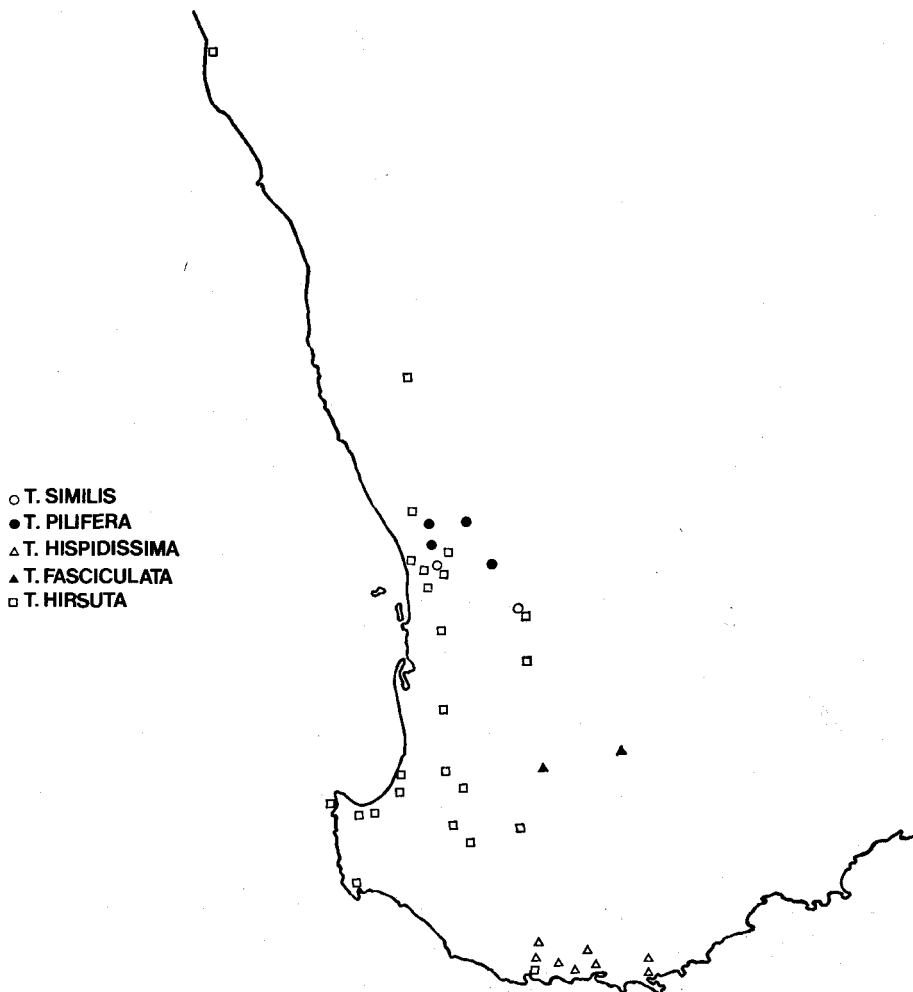 T. SIMILIS
T. PILIFERA
T. HISPIDISSIMA
T. FASCICULATA
T. HIRSUTA